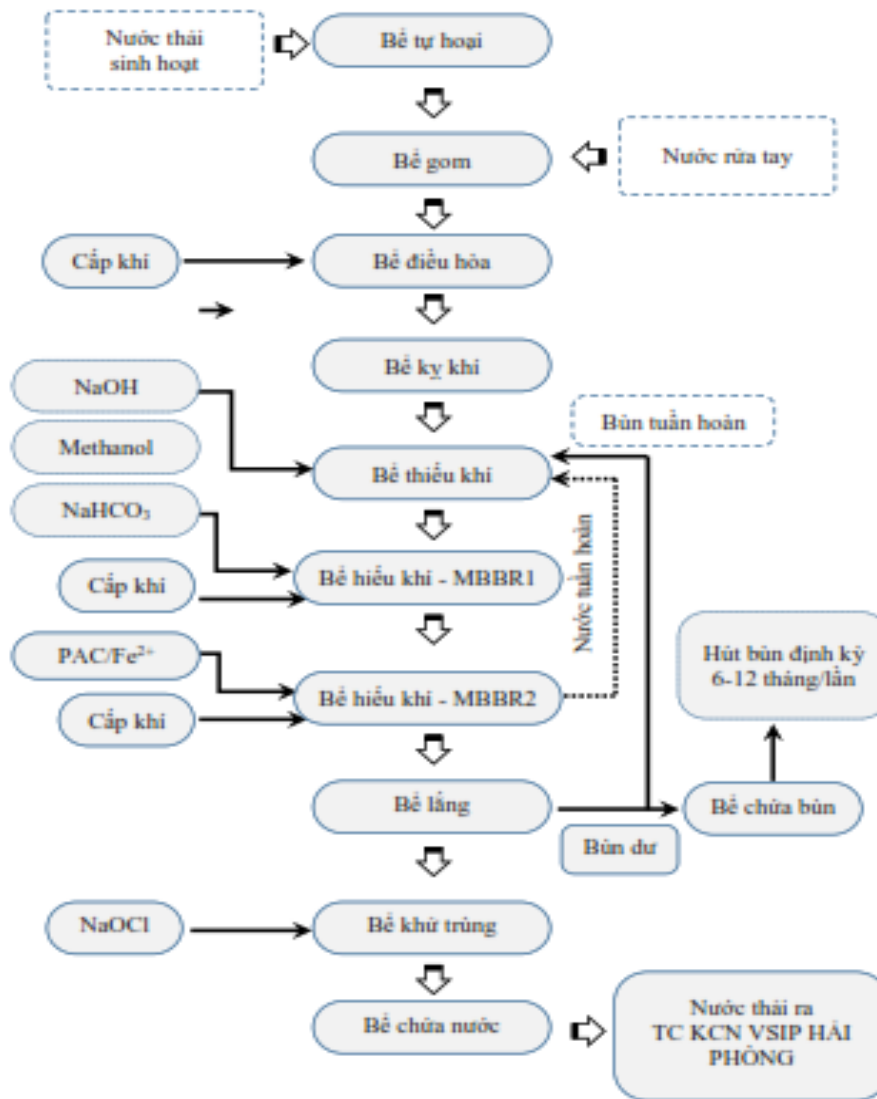 Nước thải
sinh hoạt
Bể tự hoại
Bể gom
Nước rửa tay
Cấp khí
Bể điều hòa
Bể kỵ khí
NaOH
Bùn tuần hoàn
Methanol
Bể thiếu khí
NaHCO₃
Nước tuần hoàn
Bể hiếu khí - MBBR1
Cấp khí
Hút bùn định kỳ
6-12 tháng/lần
PAC/Fe²⁺
Bể hiếu khí - MBBR2
Cấp khí
Bể lắng
Bể chứa bùn
Bùn dư
NaOCl
Bể khử trùng
Bể chứa nước
Nước thải ra
TC KCN VSIP HẢI
PHÒNG